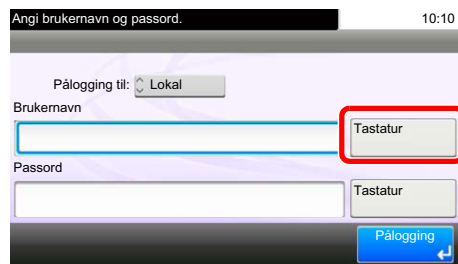 Angi brukernavn og passord. 10:10
Pålogging til: Lokal
Brukernavn
Tastatur
Passord
Tastatur
Pålogging